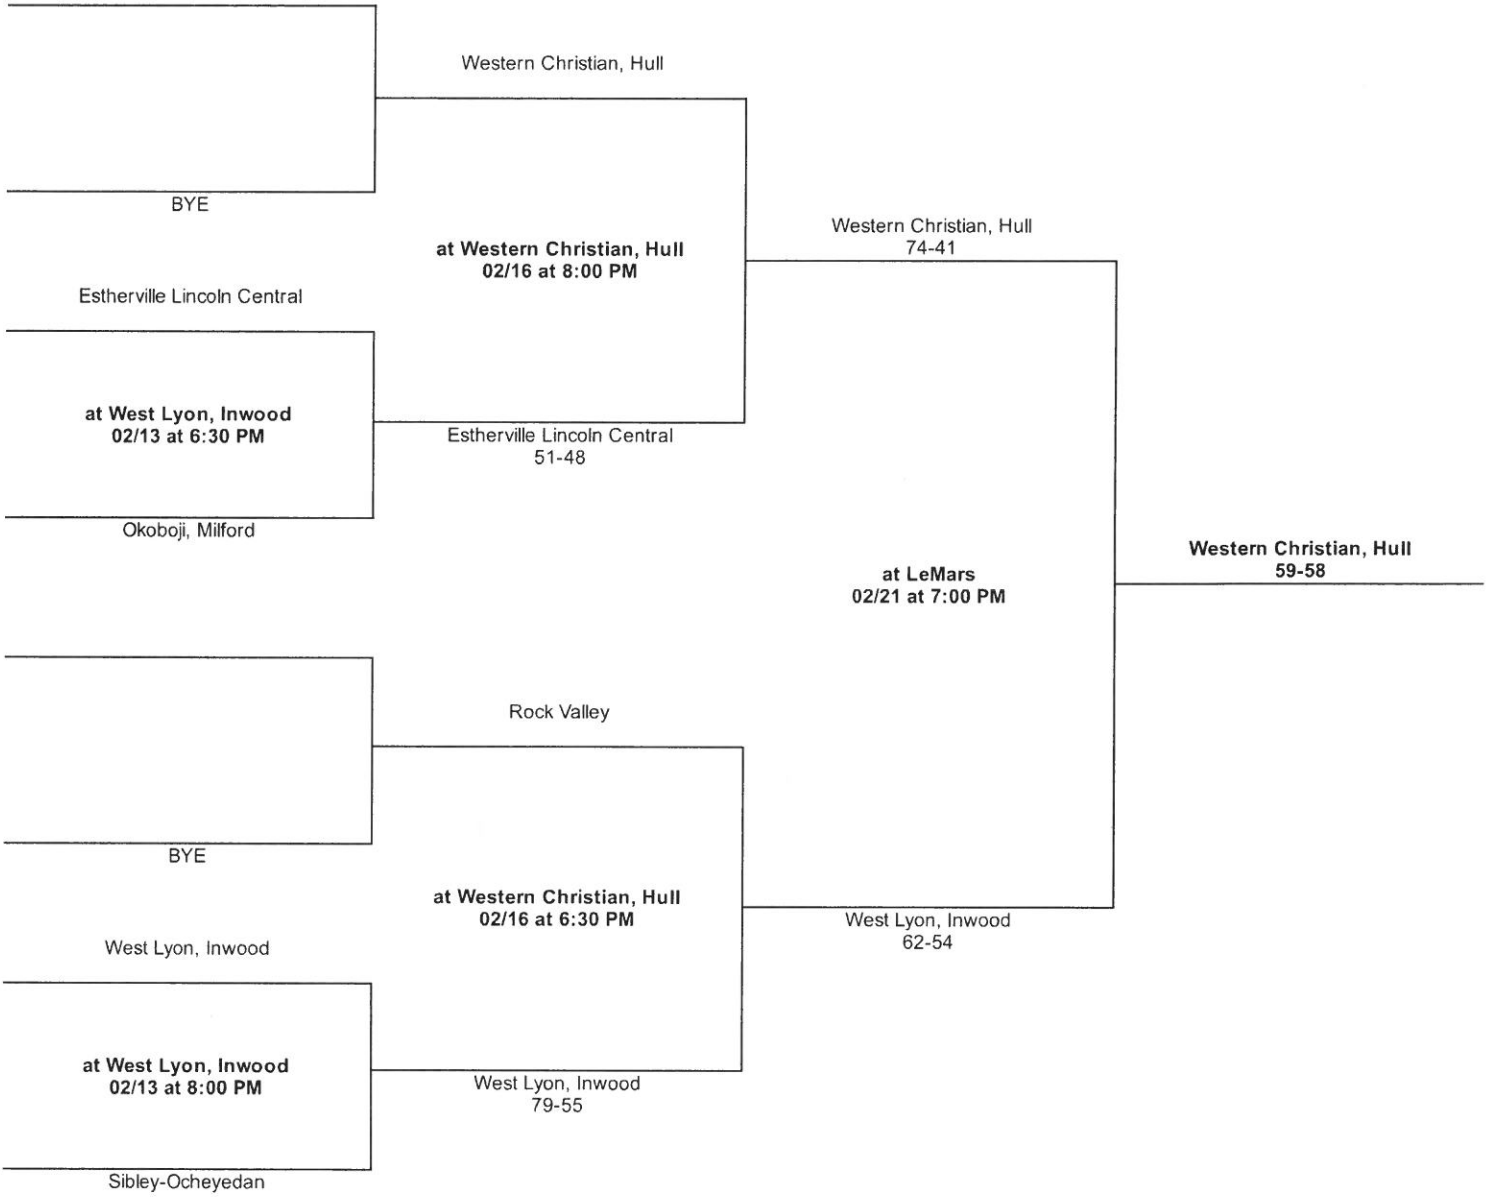 Western Christian, Hull
BYE
at Western Christian, Hull
02/16 at 8:00 PM
Western Christian, Hull
74-41
Estherville Lincoln Central
at West Lyon, Inwood
02/13 at 6:30 PM
Estherville Lincoln Central
51-48
Okoboji, Milford
at LeMars
02/21 at 7:00 PM
Western Christian, Hull
59-58
Rock Valley
BYE
at Western Christian, Hull
02/16 at 6:30 PM
West Lyon, Inwood
62-54
West Lyon, Inwood
at West Lyon, Inwood
02/13 at 8:00 PM
West Lyon, Inwood
79-55
Sibley-Ocheyedan